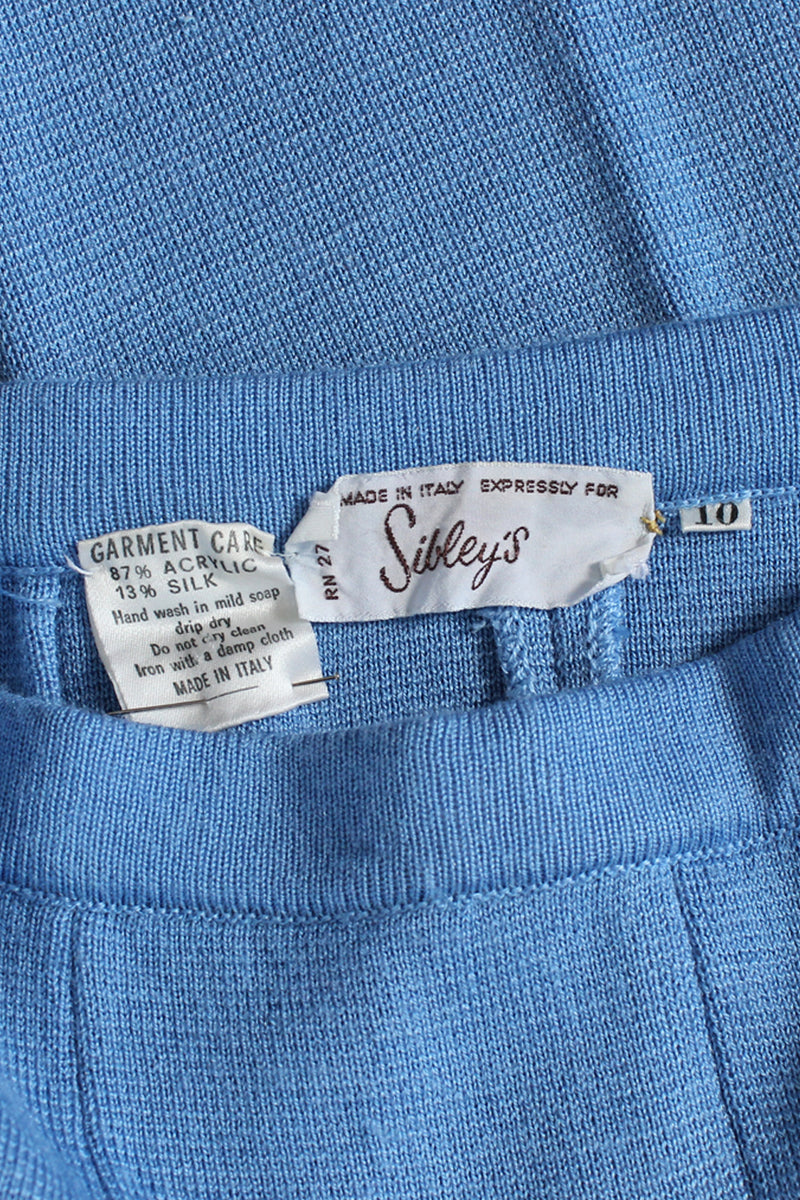 MADE IN ITALY EXPRESSLY FOR
Sibley's
RN 27
10
GARMENT CARE
87% ACRYLIC
13% SILK
Hand wash in mild soap
drip dry
Do not dry clean
Iron with a damp cloth
MADE IN ITALY